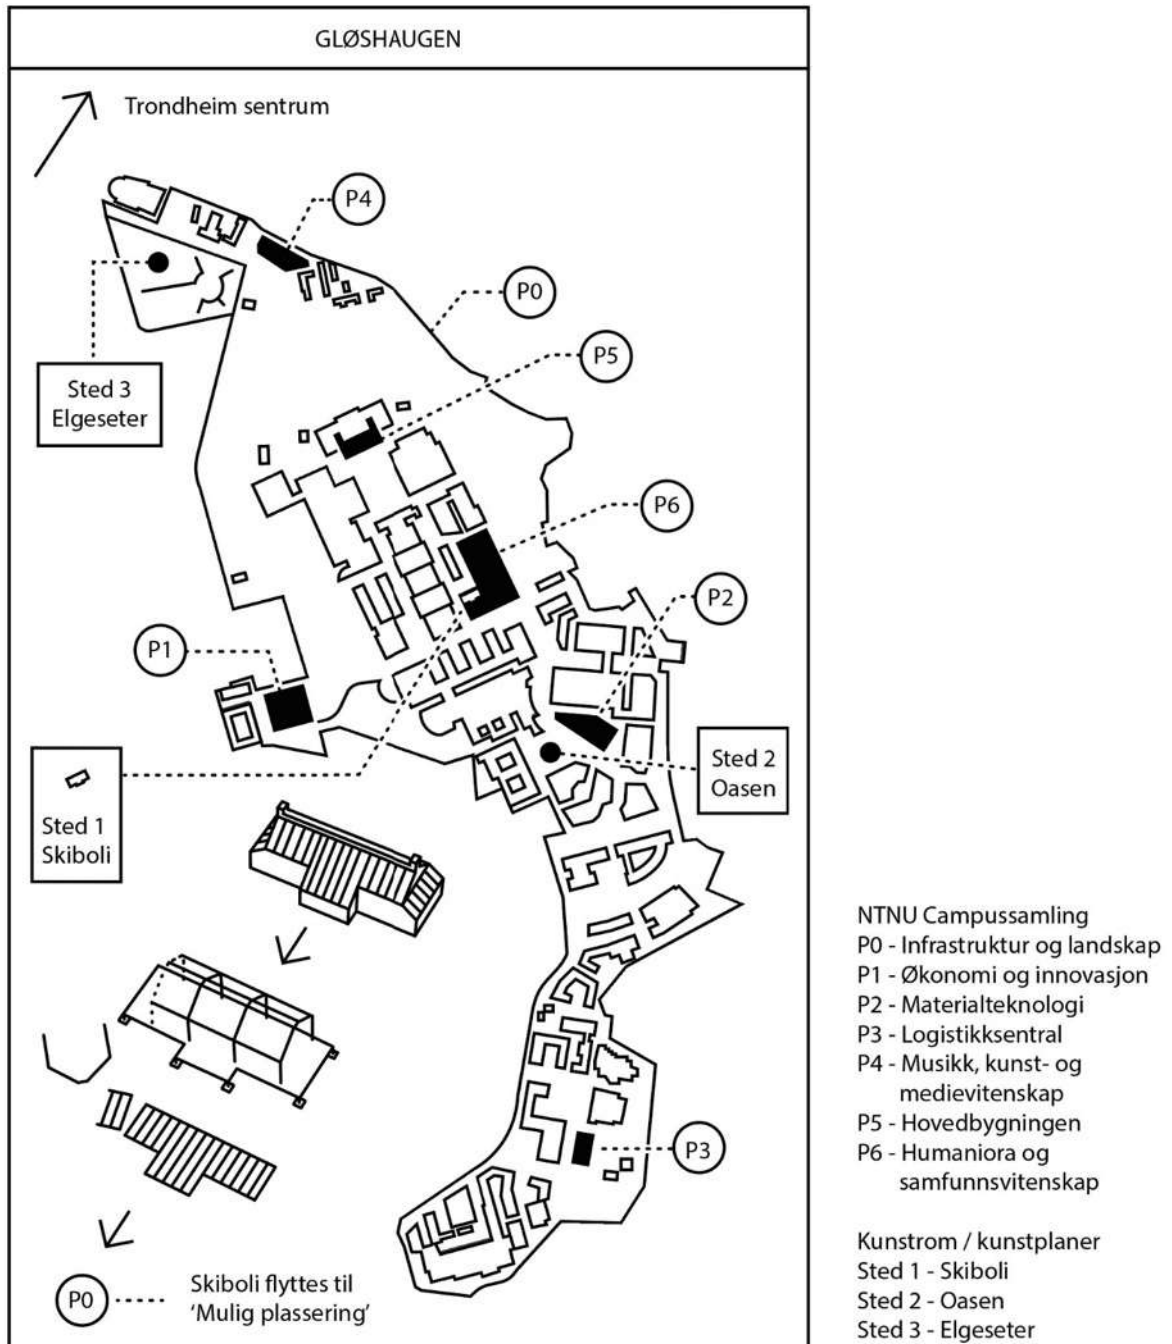 GLØSHAUGEN
Trondheim sentrum
P4
P0
P5
Sted 3
Elgeseter
P6
P2
P1
Sted 2
Oasen
Sted 1
Skiboli
P3
P0
Skiboli flyttes til
‘Mulig plassering’
NTNU Campussamling
P0 - Infrastruktur og landskap
P1 - Økonomi og innovasjon
P2 - Materialteknologi
P3 - Logistikksentral
P4 - Musikk, kunst- og
medievitenskap
P5 - Hovedbygningen
P6 - Humaniora og
samfunnsvitenskap
Kunstrom / kunstplaner
Sted 1 - Skiboli
Sted 2 - Oasen
Sted 3 - Elgeseter